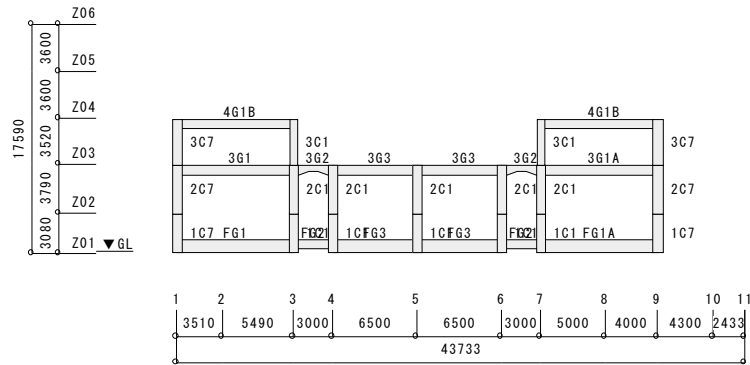 Z06
3600
Z05
3600
Z04
17590
3520
Z03
3790
Z02
3080
Z01
▼GL
4G1B
4G1B
3C7
3C1
3C1
3C7
3G1
3G2
3G3
3G3
3G2
3G1A
2C7
2C1
2C1
2C1
2C1
2C1
2C7
1C7
FG1
FG2
1C1
FG3
1C1
FG3
FG2
1C1
FG1A
1C7
1
2
3
4
5
6
7
8
9
10
11
3510
5490
3000
6500
6500
3000
5000
4000
4300
2433
43733